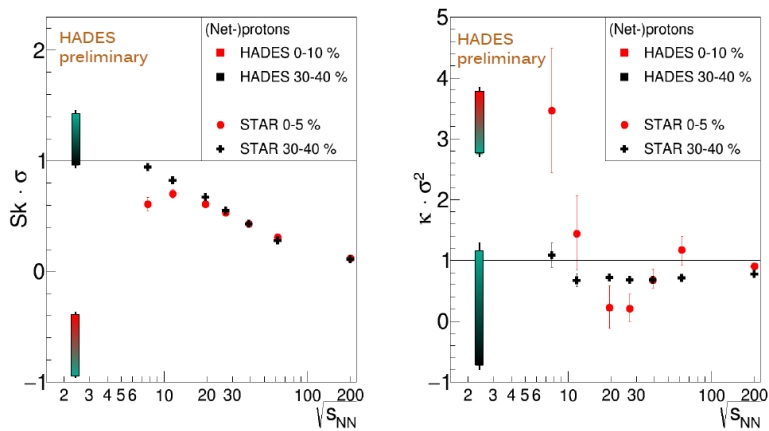 HADES
preliminary
(Net-)protons
HADES 0-10 %
HADES 30-40 %
STAR 0-5 %
STAR 30-40 %
Sk · σ
2
1
0
−1
2 3 4 5 6 10 20 30 100 200
√sNN
HADES
preliminary
(Net-)protons
HADES 0-10 %
HADES 30-40 %
STAR 0-5 %
STAR 30-40 %
κ · σ²
5
4
3
2
1
0
−1
2 3 4 5 6 10 20 30 100 200
√sNN